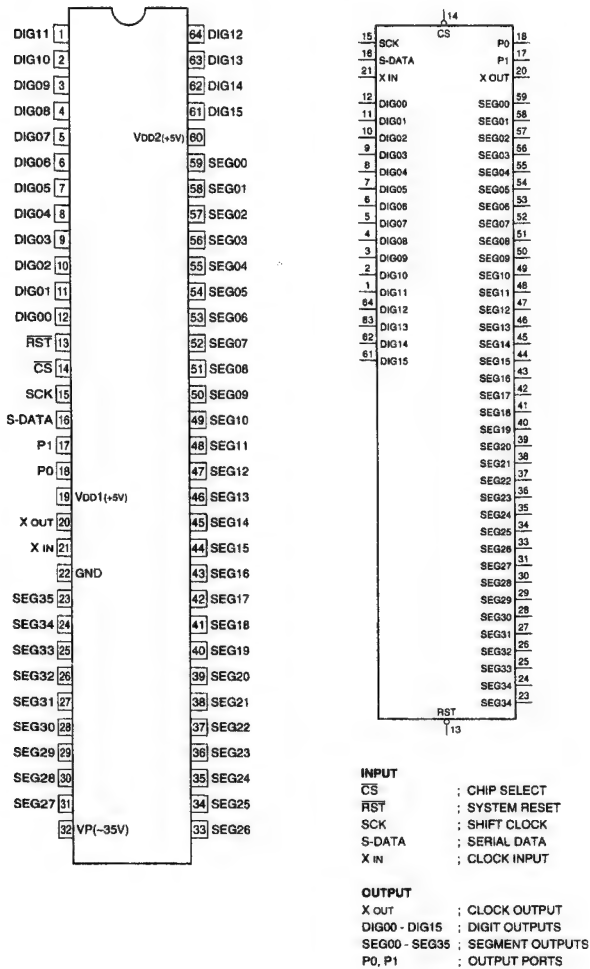 DIG11 1 64 DIG12
DIG10 2 63 DIG13
DIG09 3 62 DIG14
DIG08 4 61 DIG15
DIG07 5 VDD2(+5V) 60
DIG06 6 59 SEG00
DIG05 7 58 SEG01
DIG04 8 57 SEG02
DIG03 9 56 SEG03
DIG02 10 55 SEG04
DIG01 11 54 SEG05
DIG00 12 53 SEG06
RST 13 52 SEG07
CS 14 51 SEG08
SCK 15 50 SEG09
S-DATA 16 49 SEG10
P1 17 48 SEG11
P0 18 47 SEG12
19 VDD1(+5V) 46 SEG13
X OUT 20 45 SEG14
X IN 21 44 SEG15
22 GND 43 SEG16
SEG35 23 42 SEG17
SEG34 24 41 SEG18
SEG33 25 40 SEG19
SEG32 26 39 SEG20
SEG31 27 38 SEG21
SEG30 28 37 SEG22
SEG29 29 36 SEG23
SEG28 30 35 SEG24
SEG27 31 34 SEG25
32 VP(-35V) 33 SEG26
14
CS
15 SCK P0 18
16 S-DATA P1 17
21 X IN X OUT 20
12 DIG00 SEG00 59
11 DIG01 SEG01 58
10 DIG02 SEG02 57
9 DIG03 SEG03 56
8 DIG04 SEG04 55
7 DIG05 SEG05 54
6 DIG06 SEG06 53
5 DIG07 SEG07 52
4 DIG08 SEG08 51
3 DIG09 SEG09 50
2 DIG10 SEG10 49
1 DIG11 SEG11 48
64 DIG12 SEG12 47
63 DIG13 SEG13 46
62 DIG14 SEG14 45
61 DIG15 SEG15 44
SEG16 43
SEG17 42
SEG18 41
SEG19 40
SEG20 39
SEG21 38
SEG22 37
SEG23 36
SEG24 35
SEG25 34
SEG26 33
SEG27 31
SEG28 30
SEG29 29
SEG30 28
SEG31 27
SEG32 26
SEG33 25
SEG34 24
SEG34 23
RST
13
INPUT
CS ; CHIP SELECT
RST ; SYSTEM RESET
SCK ; SHIFT CLOCK
S-DATA ; SERIAL DATA
X IN ; CLOCK INPUT
OUTPUT
X OUT ; CLOCK OUTPUT
DIG00 - DIG15 ; DIGIT OUTPUTS
SEG00 - SEG35 ; SEGMENT OUTPUTS
P0, P1 ; OUTPUT PORTS